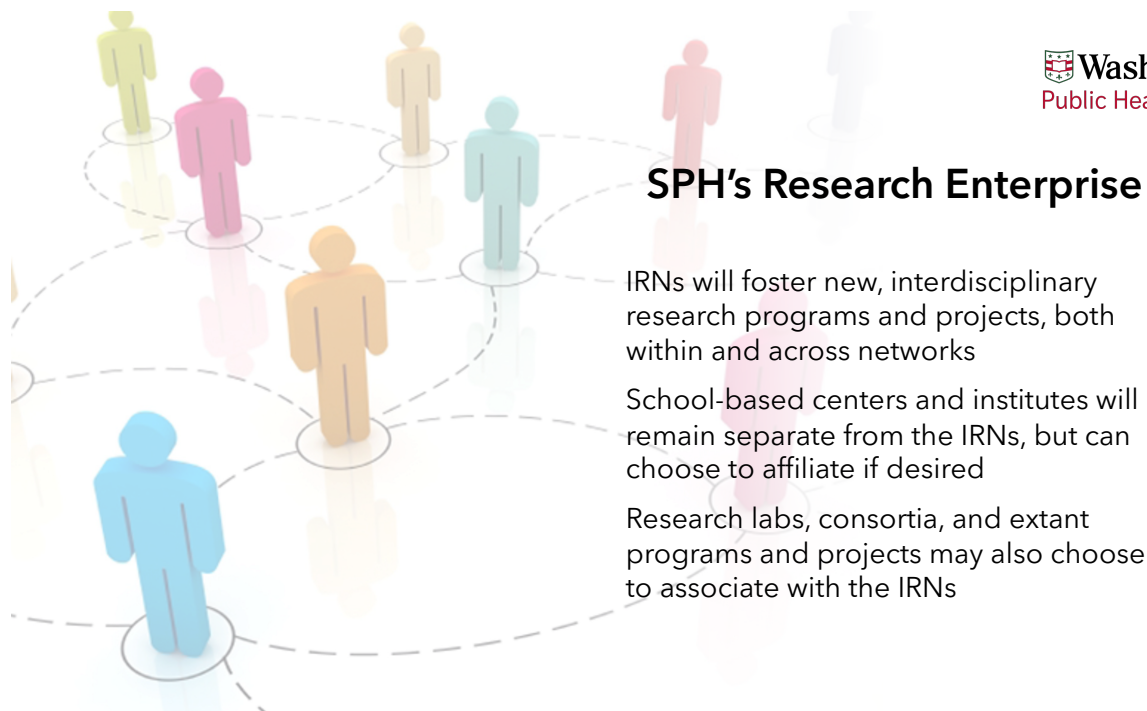 Wash
Public Hea
SPH’s Research Enterprise
IRNs will foster new, interdisciplinary
research programs and projects, both
within and across networks
School-based centers and institutes will
remain separate from the IRNs, but can
choose to affiliate if desired
Research labs, consortia, and extant
programs and projects may also choose
to associate with the IRNs